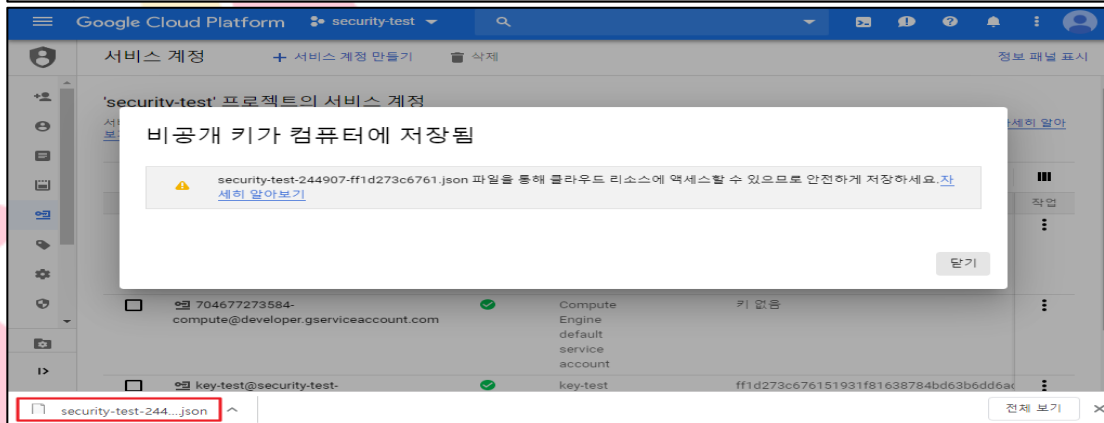 Google Cloud Platform security-test
서비스 계정 + 서비스 계정 만들기 삭제 정보 패널 표시
'security-test' 프로젝트의 서비스 계정
세히 알아
비공개 키가 컴퓨터에 저장됨
security-test-244907-ff1d273c6761.json 파일을 통해 클라우드 리소스에 액세스할 수 있으므로 안전하게 저장하세요.자
세히 알아보기
작업
닫기
704677273584- Compute 키 없음
compute@developer.gserviceaccount.com Engine
default
service
account
key-test@security-test- key-test
security-test-244....json 전체 보기